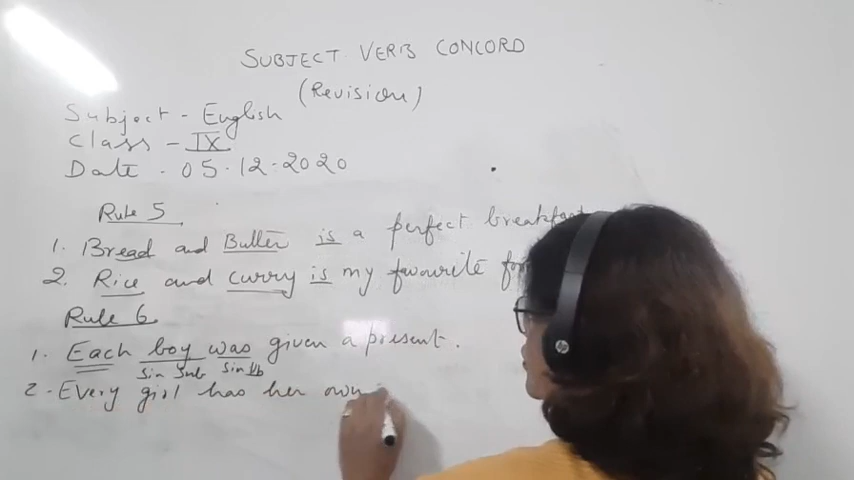 SUBJECT VERB CONCORD
(Revision)
Subject - English
Class - IX
Date - 05.12.2020
Rule 5
1. Bread and Butter is a perfect breakfast
2. Rice and curry is my favourite
Rule 6
1. Each boy was given a present.
Sin Sub Sin Vb
2. Every girl has her own